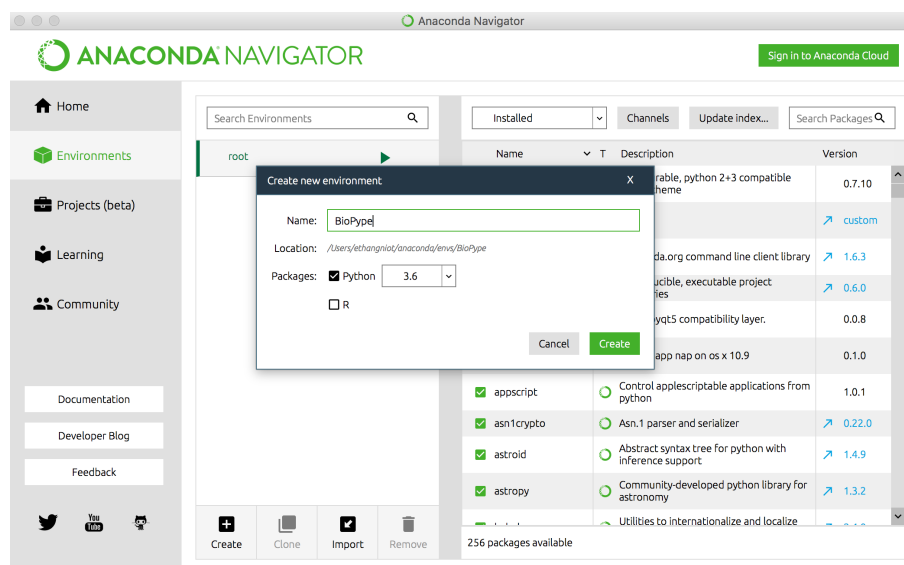 Anaconda Navigator
ANACONDA NAVIGATOR
Sign in to Anaconda Cloud
Home
Environments
Projects (beta)
Learning
Community
Documentation
Developer Blog
Feedback
You
Tube
Search Environments
root
Create
Clone
Import
Remove
Installed
Channels
Update index...
Search Packages
Name T Description Version
rable, python 2+3 compatible
heme
0.7.10
custom
da.org command line client library 1.6.3
ucible, executable project
ies
0.6.0
yqt5 compatibility layer. 0.0.8
app nap on os x 10.9 0.1.0
appscript
Control applescriptable applications from
python
1.0.1
asn1crypto Asn.1 parser and serializer 0.22.0
astroid
Abstract syntax tree for python with
inference support
1.4.9
astropy
Community-developed python library for
astronomy
1.3.2
Utilities to internationalize and localize
256 packages available
Create new environment X
Name: BioPype
Location: /Users/ethangniot/anaconda/envs/BioPype
Packages: Python 3.6
R
Cancel Create